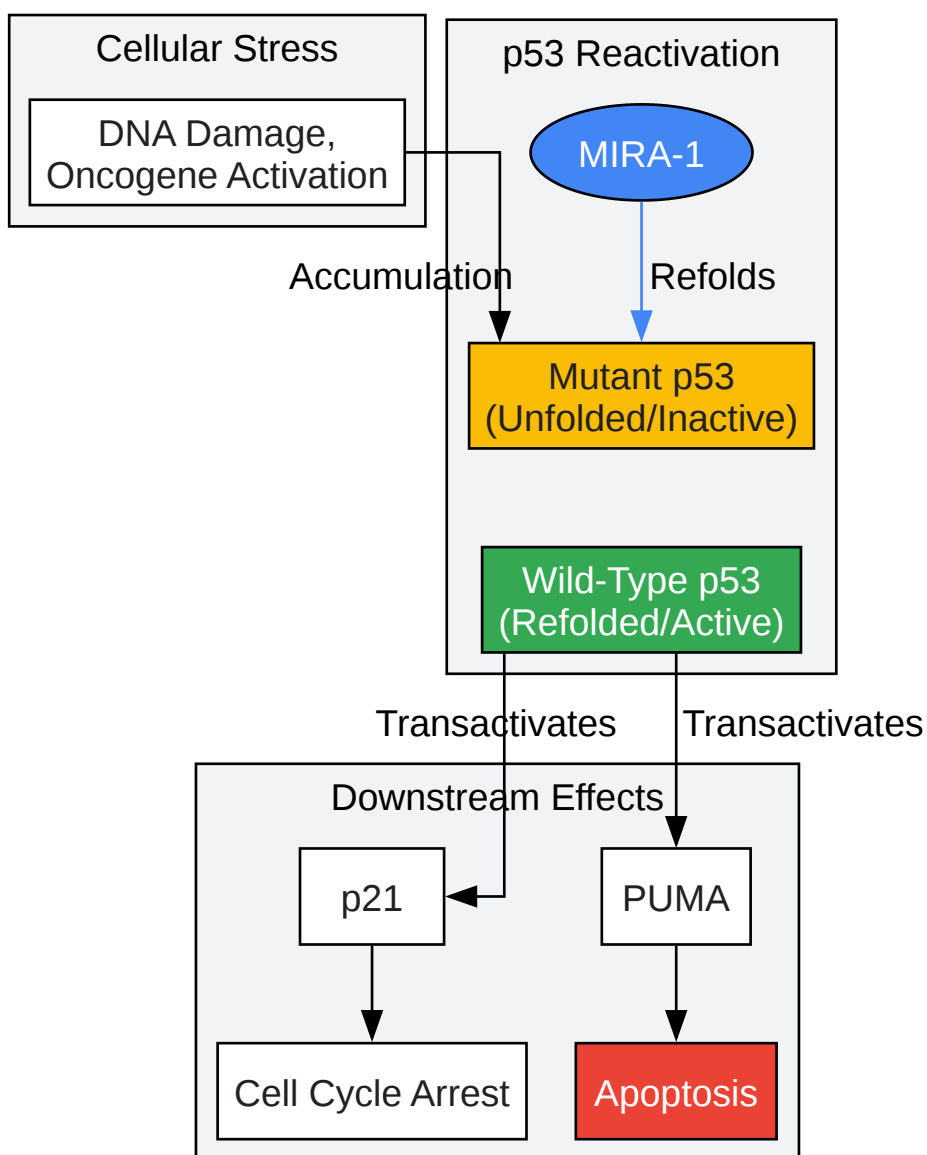 Cellular Stress
DNA Damage,
Oncogene Activation
p53 Reactivation
MIRA-1
Accumulation
Refolds
Mutant p53
(Unfolded/Inactive)
Wild-Type p53
(Refolded/Active)
Transactivates
Transactivates
Downstream Effects
p21
PUMA
Cell Cycle Arrest
Apoptosis